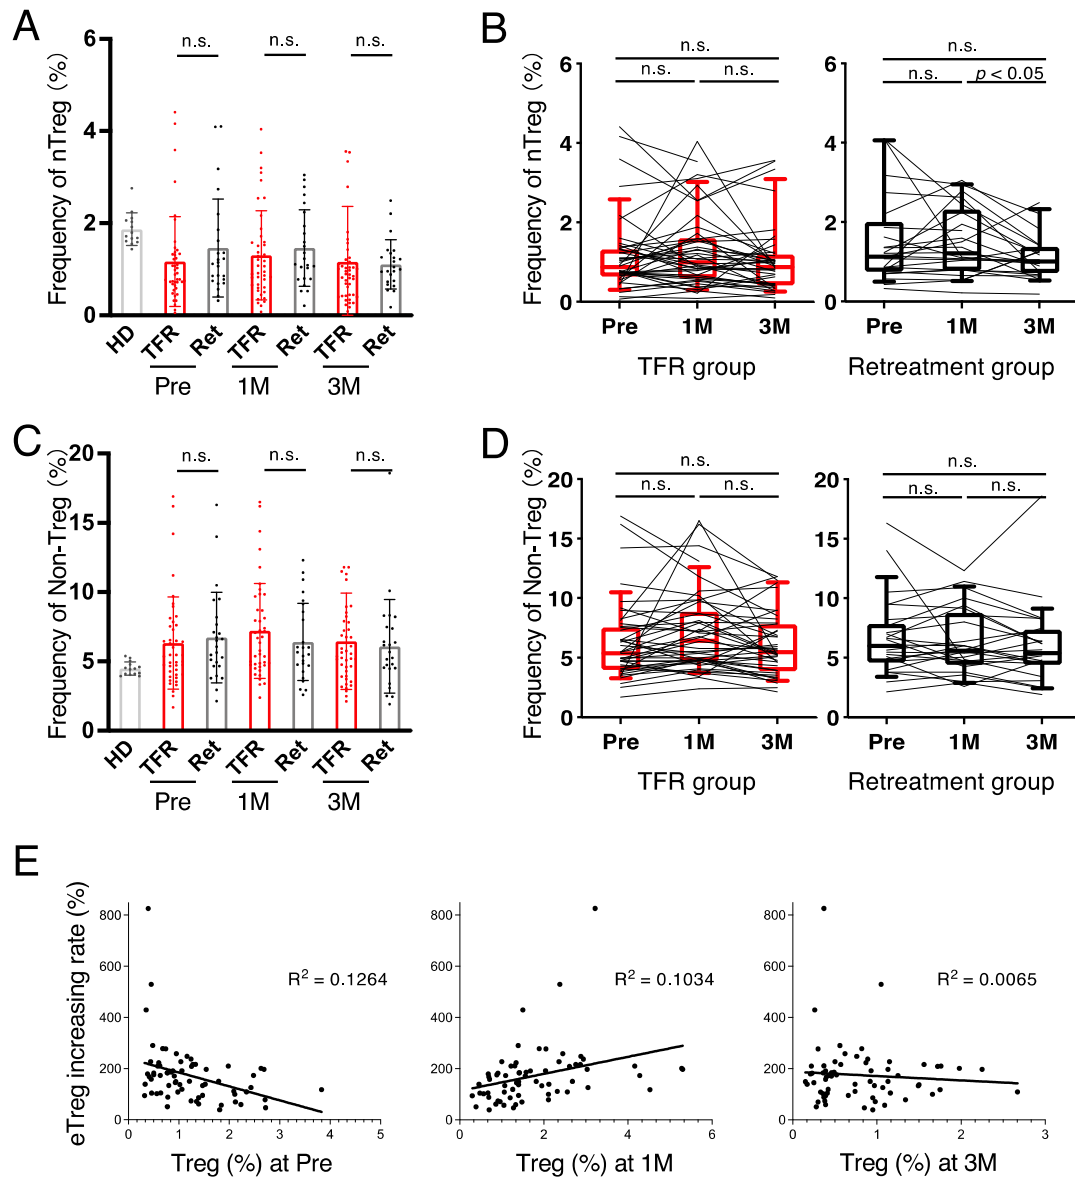 A
Frequency of nTreg (%)
6
4
2
0
n.s.
n.s.
n.s.
HD
TFR
Ret
TFR
Ret
TFR
Ret
Pre
1M
3M
B
Frequency of nTreg (%)
n.s.
n.s.
n.s.
6
4
2
0
Pre
1M
3M
TFR group
n.s.
n.s.
p < 0.05
6
4
2
0
Pre
1M
3M
Retreatment group
C
Frequency of Non-Treg (%)
20
15
10
5
0
n.s.
n.s.
n.s.
HD
TFR
Ret
TFR
Ret
TFR
Ret
Pre
1M
3M
D
Frequency of Non-Treg (%)
n.s.
n.s.
n.s.
20
15
10
5
0
Pre
1M
3M
TFR group
n.s.
n.s.
n.s.
20
15
10
5
0
Pre
1M
3M
Retreatment group
E
eTreg increasing rate (%)
800
600
400
200
0
R² = 0.1264
0
1
2
3
4
5
Treg (%) at Pre
800
600
400
200
0
R² = 0.1034
0
2
4
6
Treg (%) at 1M
800
600
400
200
0
R² = 0.0065
0
1
2
3
Treg (%) at 3M